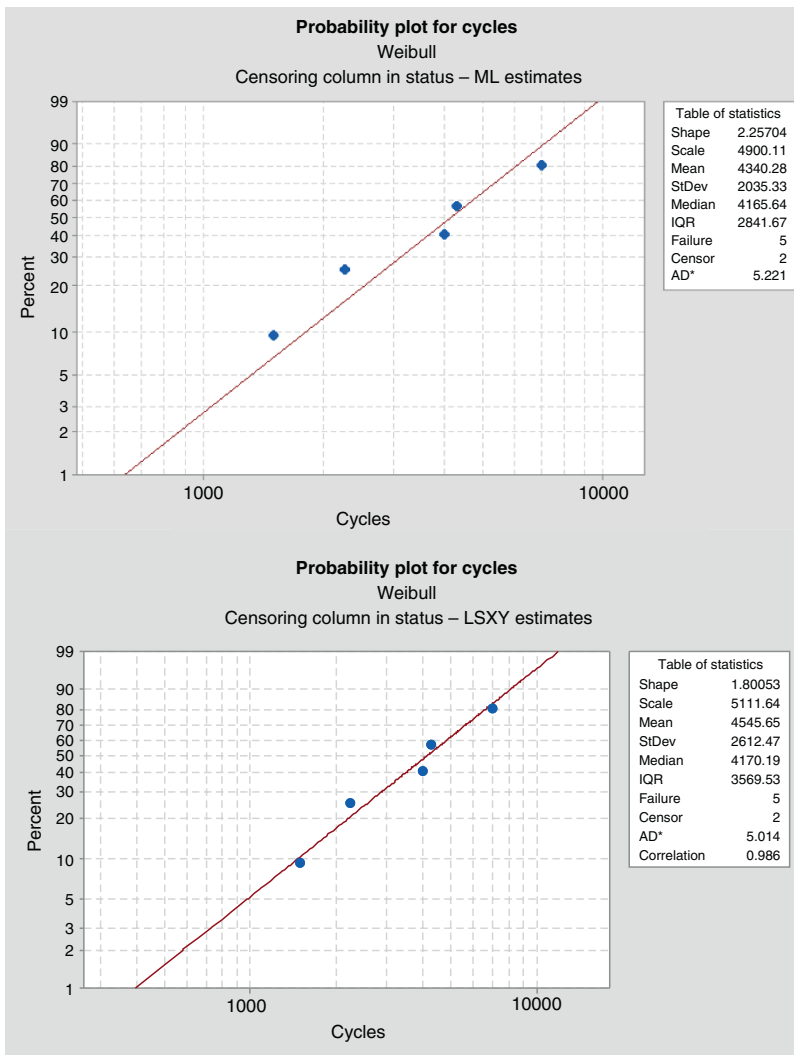 Probability plot for cycles
Weibull
Censoring column in status – ML estimates
99
90
80
70
60
50
40
30
20
10
5
3
2
1
Percent
1000
10000
Cycles
Table of statistics
Shape 2.25704
Scale 4900.11
Mean 4340.28
StDev 2035.33
Median 4165.64
IQR 2841.67
Failure 5
Censor 2
AD* 5.221
Probability plot for cycles
Weibull
Censoring column in status – LSXY estimates
99
90
80
70
60
50
40
30
20
10
5
3
2
1
Percent
1000
10000
Cycles
Table of statistics
Shape 1.80053
Scale 5111.64
Mean 4545.65
StDev 2612.47
Median 4170.19
IQR 3569.53
Failure 5
Censor 2
AD* 5.014
Correlation 0.986